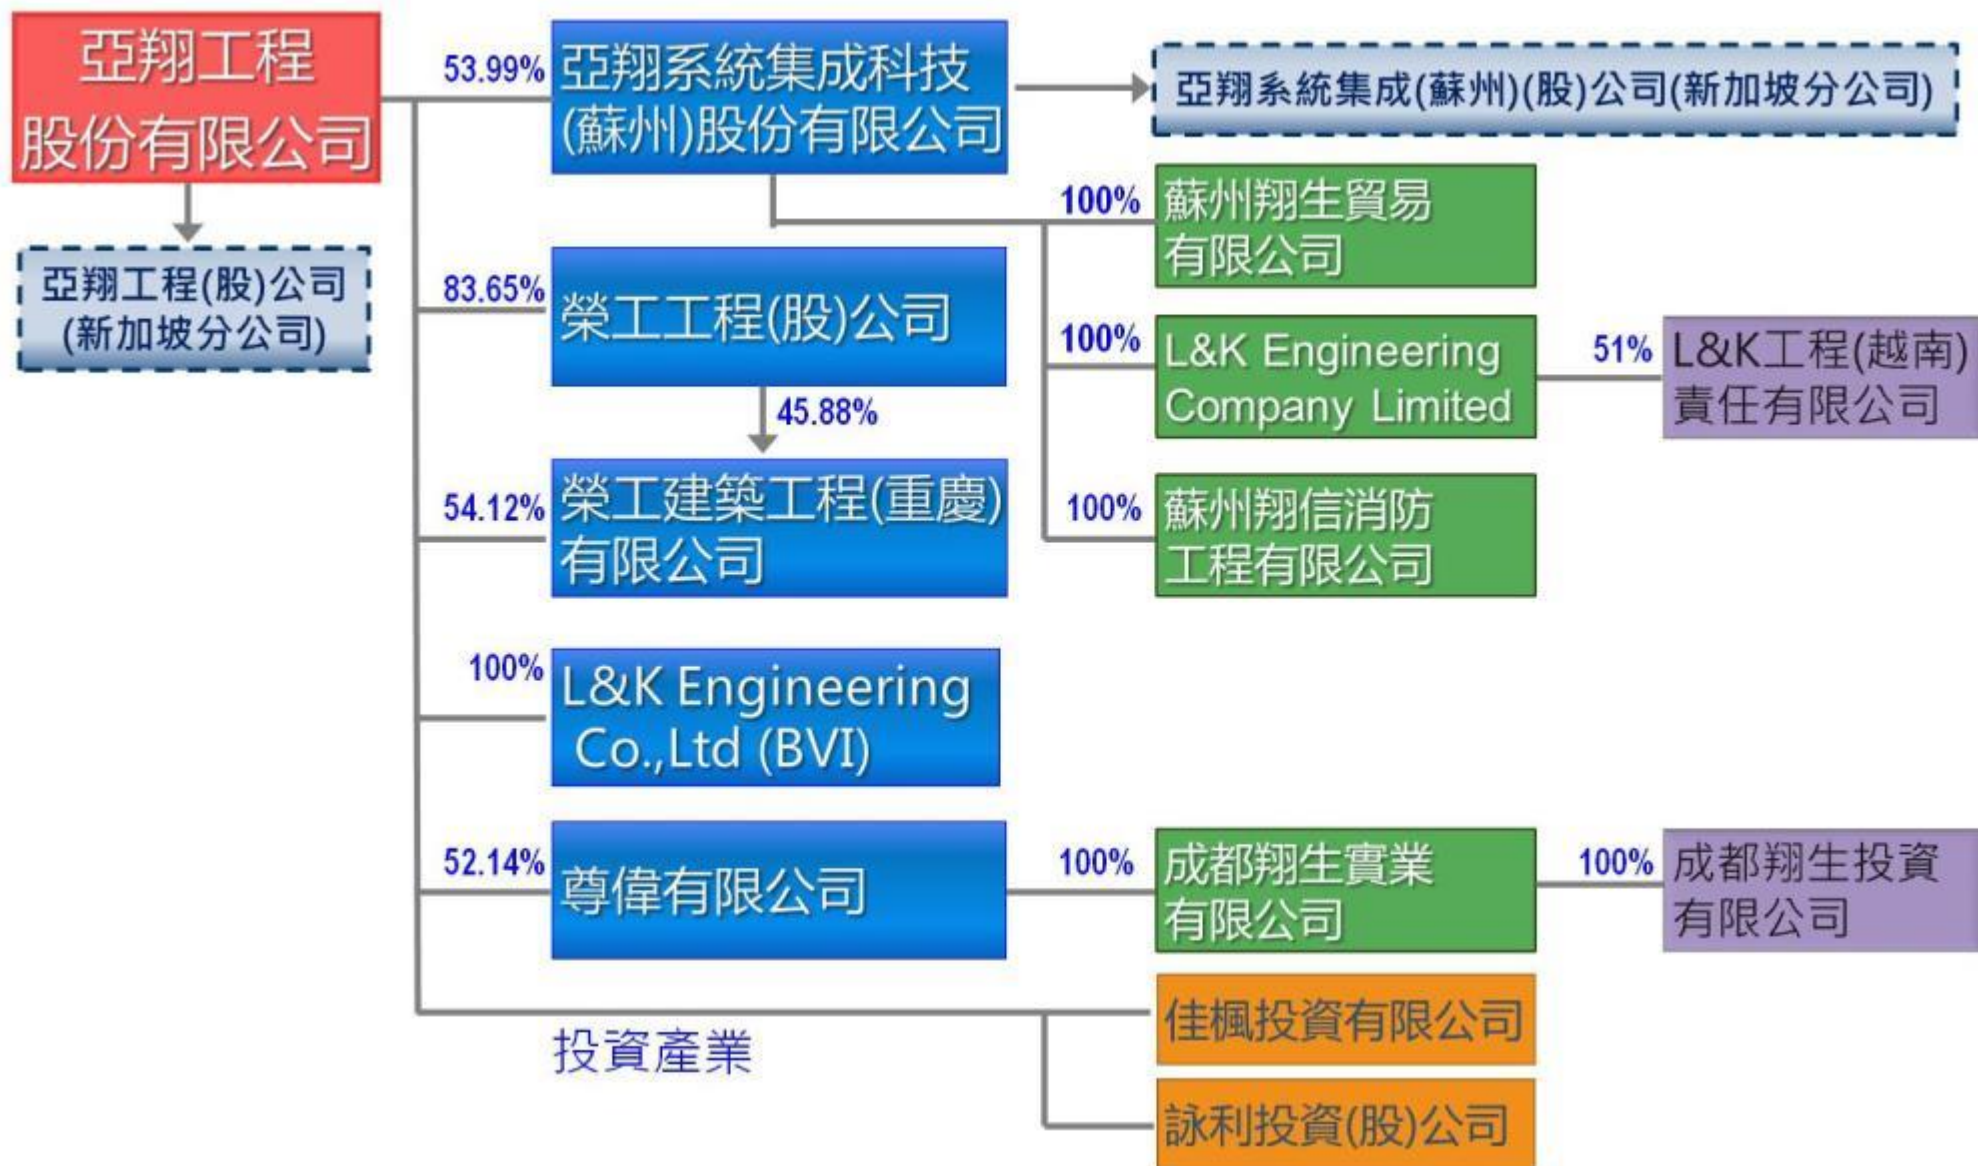 亞翔工程
股份有限公司
亞翔工程(股)公司
(新加坡分公司)
53.99%
亞翔系統集成科技
(蘇州)股份有限公司
亞翔系統集成(蘇州)(股)公司(新加坡分公司)
100%
蘇州翔生貿易
有限公司
100%
L&K Engineering
Company Limited
51%
L&K工程(越南)
責任有限公司
100%
蘇州翔信消防
工程有限公司
83.65%
榮工工程(股)公司
45.88%
54.12%
榮工建築工程(重慶)
有限公司
100%
L&K Engineering
Co.,Ltd (BVI)
52.14%
尊偉有限公司
100%
成都翔生實業
有限公司
100%
成都翔生投資
有限公司
投資產業
佳楓投資有限公司
詠利投資(股)公司